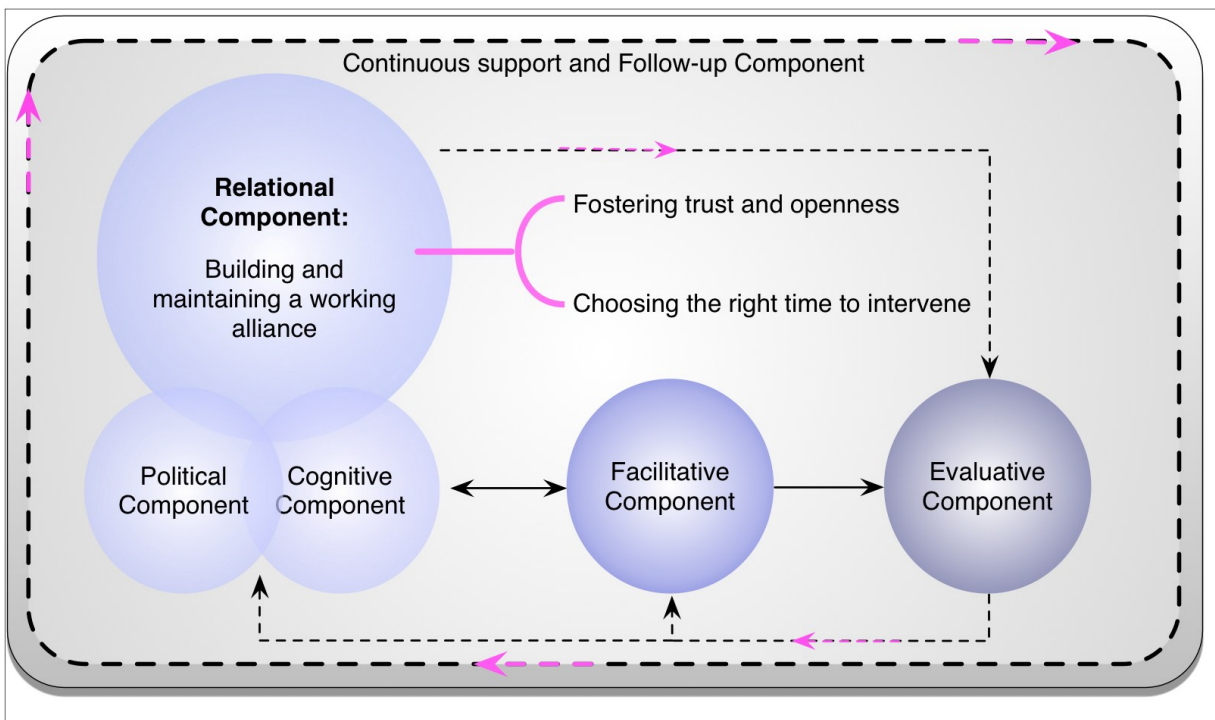 Continuous support and Follow-up Component
Relational
Component:
Building and
maintaining a working
alliance
Fostering trust and openness
Choosing the right time to intervene
Political
Component
Cognitive
Component
Facilitative
Component
Evaluative
Component